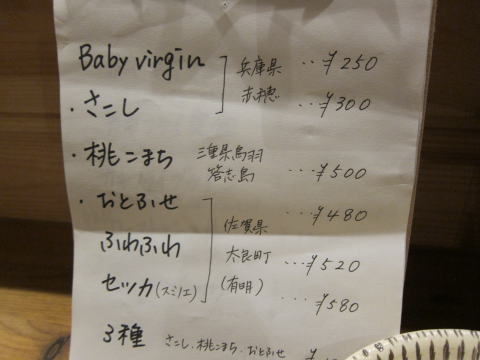 Baby virgin 兵庫県 …¥250
・さこし 赤穂 …¥300
・桃こまち 三重県鳥羽 答志島 …¥500
・おとふせ …¥480
ふわふわ 佐賀県 太良町 …¥520
セッカ(スミノエ) (有明) …¥580
3種 さこし、桃こまち、おとふせ